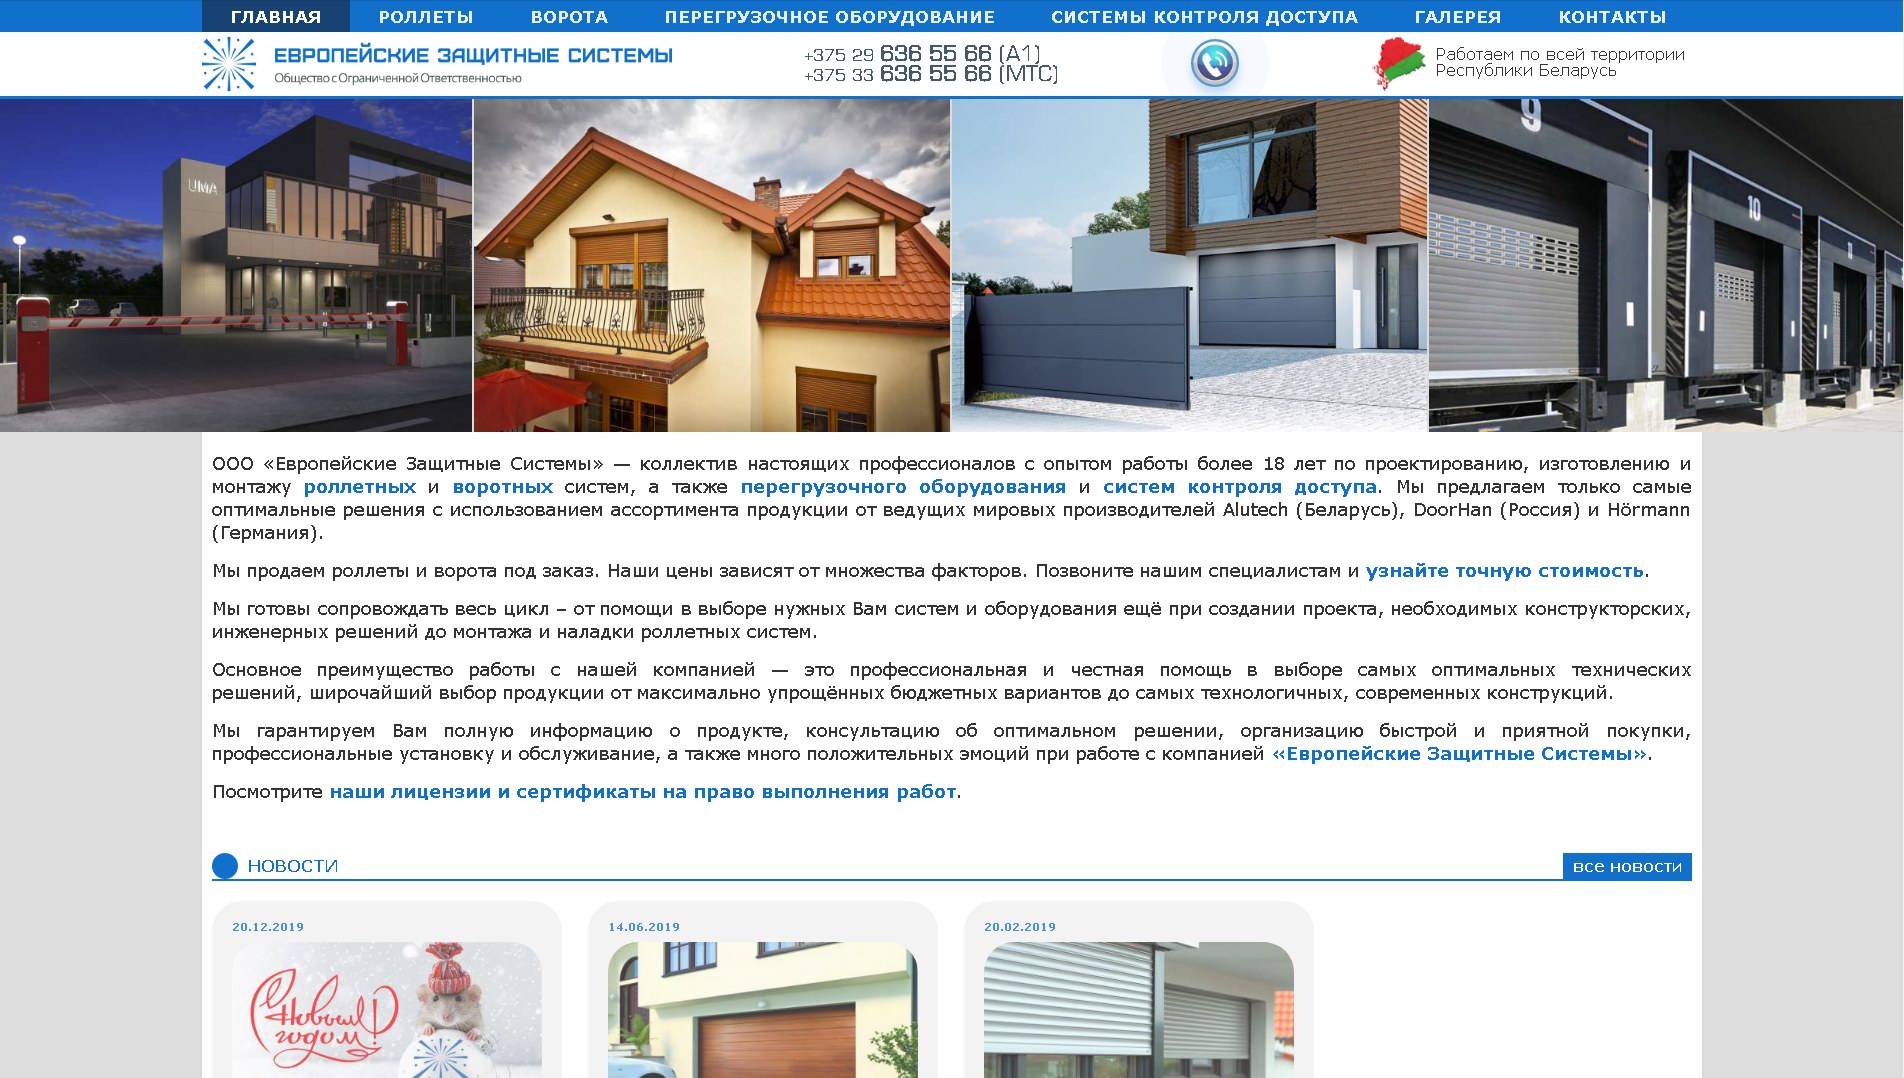 ГЛАВНАЯ РОЛЛЕТЫ ВОРОТА ПЕРЕГРУЗОЧНОЕ ОБОРУДОВАНИЕ СИСТЕМЫ КОНТРОЛЯ ДОСТУПА ГАЛЕРЕЯ КОНТАКТЫ
ЕВРОПЕЙСКИЕ ЗАЩИТНЫЕ СИСТЕМЫ
Общество с Ограниченной Ответственностью
+375 29 636 55 66 (A1)
+375 33 636 55 66 (МТС)
Работаем по всей территории
Республики Беларусь
UMA
9
10
11
ООО «Европейские Защитные Системы» — коллектив настоящих профессионалов с опытом работы более 18 лет по проектированию, изготовлению и
монтажу роллетных и воротных систем, а также перегрузочного оборудования и систем контроля доступа. Мы предлагаем только самые
оптимальные решения с использованием ассортимента продукции от ведущих мировых производителей Alutech (Беларусь), DoorHan (Россия) и Hörmann
(Германия).
Мы продаем роллеты и ворота под заказ. Наши цены зависят от множества факторов. Позвоните нашим специалистам и узнайте точную стоимость.
Мы готовы сопровождать весь цикл – от помощи в выборе нужных Вам систем и оборудования ещё при создании проекта, необходимых конструкторских,
инженерных решений до монтажа и наладки роллетных систем.
Основное преимущество работы с нашей компанией — это профессиональная и честная помощь в выборе самых оптимальных технических
решений, широчайший выбор продукции от максимально упрощённых бюджетных вариантов до самых технологичных, современных конструкций.
Мы гарантируем Вам полную информацию о продукте, консультацию об оптимальном решении, организацию быстрой и приятной покупки,
профессиональные установку и обслуживание, а также много положительных эмоций при работе с компанией «Европейские Защитные Системы».
Посмотрите наши лицензии и сертификаты на право выполнения работ.
НОВОСТИ
все новости
20.12.2019
14.06.2019
20.02.2019
С Новым
годом!